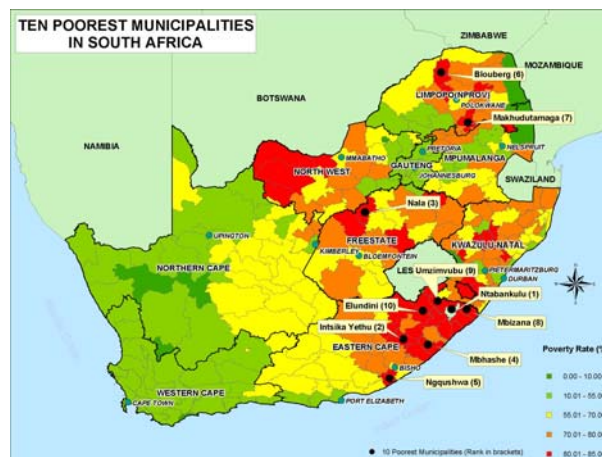 TEN POOREST MUNICIPALITIES
IN SOUTH AFRICA
ZIMBABWE
MOZAMBIQUE
Blouberg (6)
LIMPOPO(NPROV)
POLOKWANE
BOTSWANA
Makhudutamaga (7)
NAMIBIA
MMABATHO
PRETORIA
NELSPRUIT
NORTH WEST
GAUTENG
MPUMALANGA
JOHANNESBURG
SWAZILAND
Nala (3)
UPINGTON
KIMBERLEY
FREESTATE
KWAZULU-NATAL
BLOEMFONTEIN
NORTHERN CAPE
LES
Umzimvubu (9)
PIETERMARITZBURG
DURBAN
Elundini (10)
Ntabankulu (1)
Intsika Yethu (2)
Mbizana (8)
EASTERN CAPE
Mbhashe (4)
BISHO
Ngqushwa (5)
WESTERN CAPE
CAPE TOWN
PORT ELIZABETH
Poverty Rate (%
0.00 - 10.00
10.01 - 55.0
55.01 - 70.0
70.01 - 80.0
80.01 - 85.0
10 Poorest Municipalities (Rank in brackets)